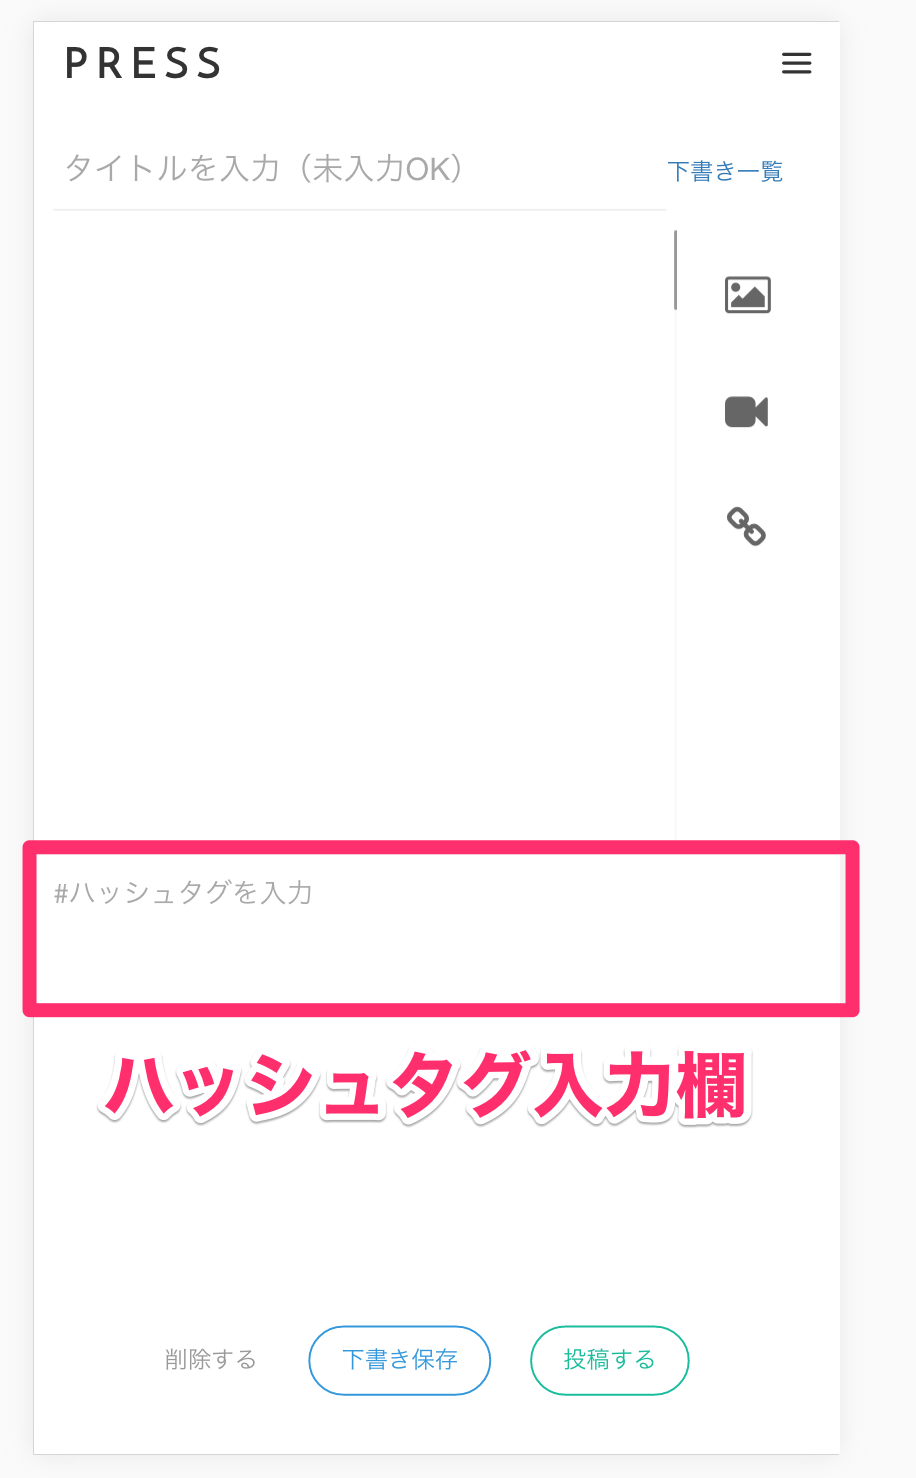 PRESS
タイトルを入力（未入力OK）
下書き一覧
#ハッシュタグを入力
ハッシュタグ入力欄
削除する
下書き保存
投稿する